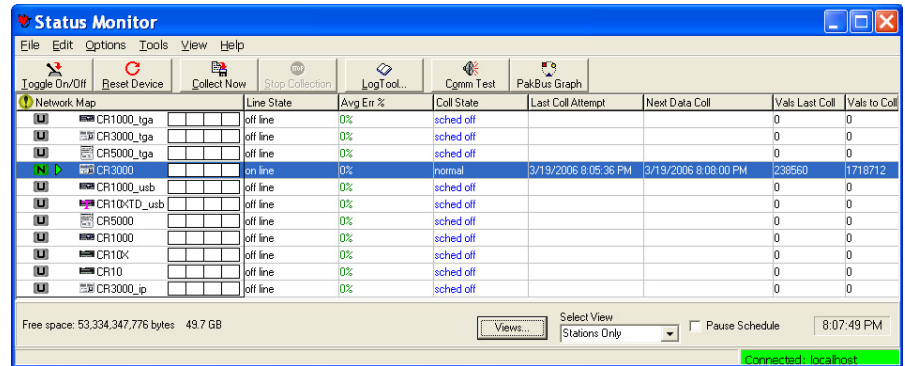 Status Monitor
File Edit Options Tools View Help
Toggle On/Off Reset Device Collect Now STOP Stop Collection LogTool... Comm Test PakBus Graph
Network Map Line State Avg Err % Coll State Last Coll Attempt Next Data Coll Vals Last Coll Vals to Coll
U CR1000_tga off line 0% sched off 0 0
U CR3000_tga off line 0% sched off 0 0
U CR5000_tga off line 0% sched off 0 0
N CR3000 on line 0% normal 3/19/2006 8:05:36 PM 3/19/2006 8:08:00 PM 238560 1718712
U CR1000_usb off line 0% sched off 0 0
U CR10XTD_usb off line 0% sched off 0 0
U CR5000 off line 0% sched off 0 0
U CR1000 off line 0% sched off 0 0
U CR10X off line 0% sched off 0 0
U CR10 off line 0% sched off 0 0
U CR3000_ip off line 0% sched off 0 0
Free space: 53,334,347,776 bytes 49.7 GB Views... Select View Stations Only Pause Schedule 8:07:49 PM
Connected: localhost